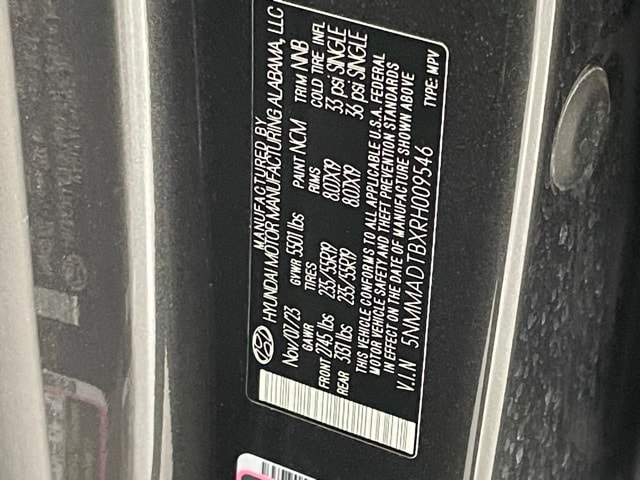 MANUFACTURED BY
HYUNDAI MOTOR MANUFACTURING ALABAMA, LLC
Nov/07/23 GVWR 5501 lbs PAINT NCM TRIM NNB
GAWR TIRES RIMS COLD TIRE INFL
FRONT 2745 lbs 235/55R19 8.0JX19 33 psi SINGLE
REAR 3131 lbs 235/55R19 8.0JX19 36 psi SINGLE
THIS VEHICLE CONFORMS TO ALL APPLICABLE U.S.A. FEDERAL
MOTOR VEHICLE SAFETY AND THEFT PREVENTION STANDARDS
IN EFFECT ON THE DATE OF MANUFACTURE SHOWN ABOVE
V.I.N 5NMMADTBXRH009546 TYPE: MPV